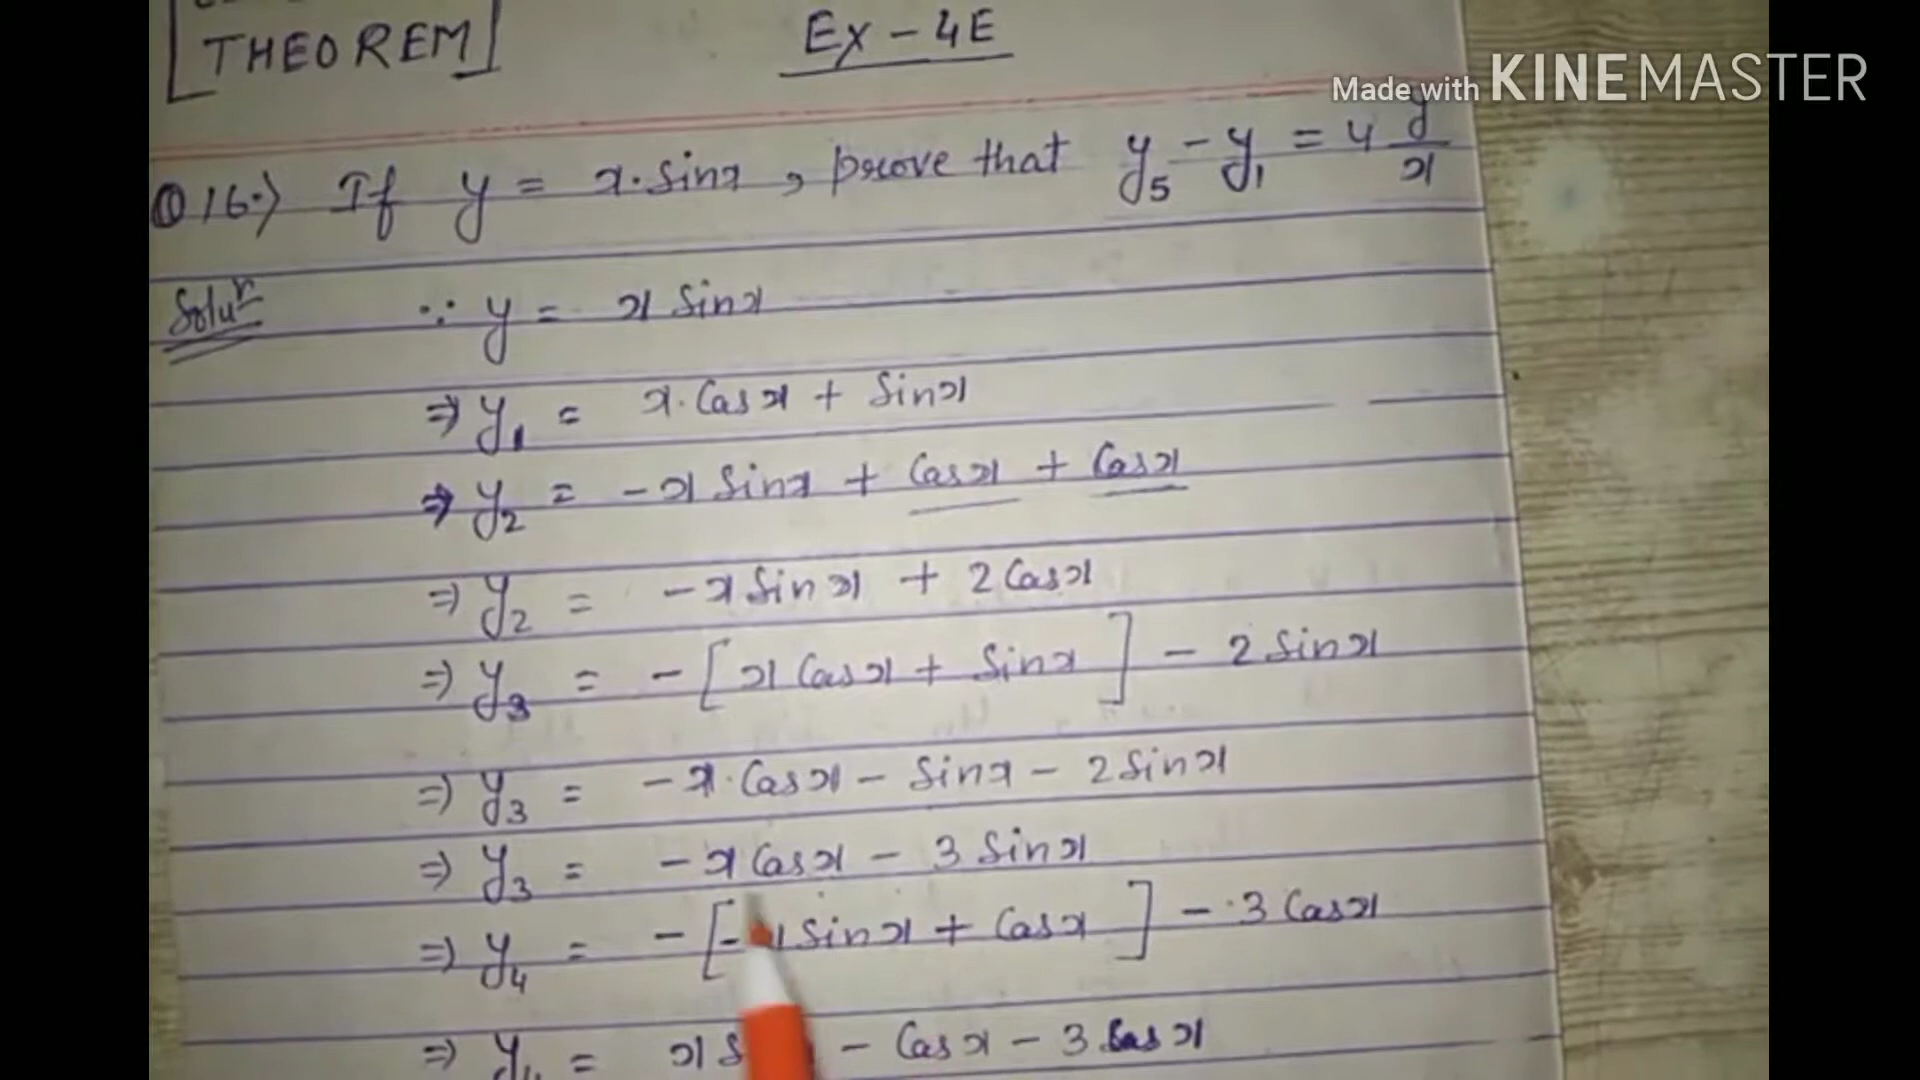 THEOREM
Ex - 4E
Made with KINEMASTER
Q16.) If y = x.sinx, prove that y₅ - y₁ = 4 y/x
Soluⁿ ∵ y = x Sinx
⇒ y₁ = x.Cosx + Sinx
⇒ y₂ = -x Sinx + Cosx + Cosx
⇒ y₂ = -x Sinx + 2 Cosx
⇒ y₃ = -[x Cosx + Sinx] - 2 Sinx
⇒ y₃ = -x.Cosx - Sinx - 2 Sinx
⇒ y₃ = -x Cosx - 3 Sinx
⇒ y₄ = -[- x Sinx + Cosx] - 3 Cosx
⇒ y₄ = x - Cosx - 3 Cosx